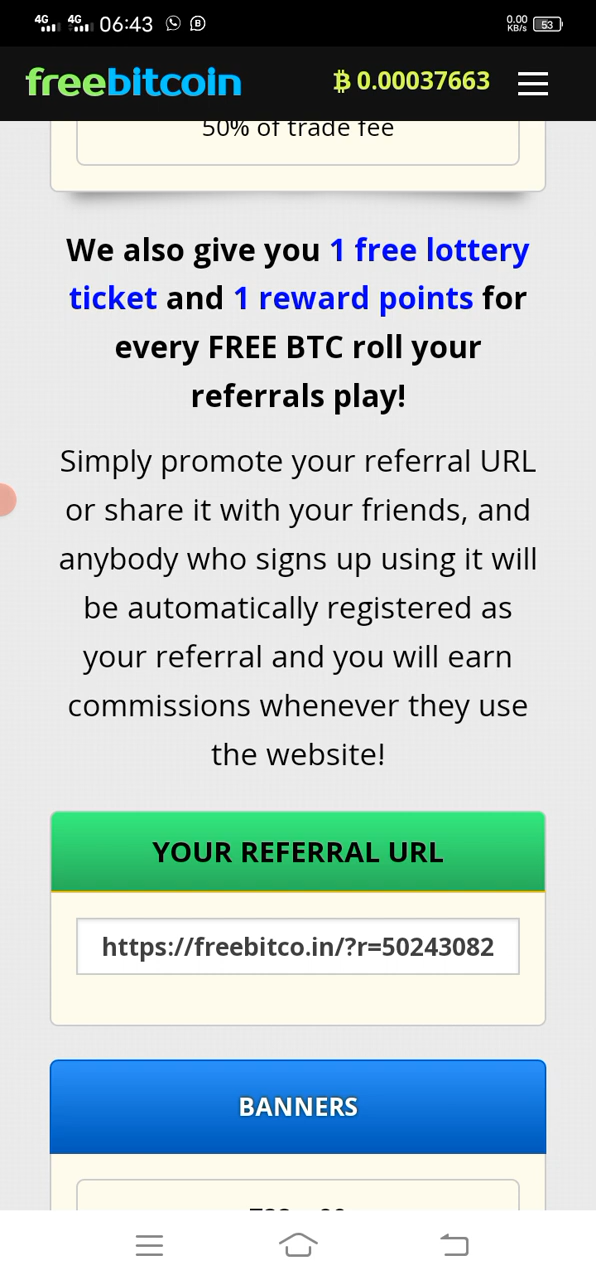 4G 4G 06:43 0.00 KB/s 53
freebitcoin ₿ 0.00037663
50% of trade fee
We also give you 1 free lottery
ticket and 1 reward points for
every FREE BTC roll your
referrals play!
Simply promote your referral URL
or share it with your friends, and
anybody who signs up using it will
be automatically registered as
your referral and you will earn
commissions whenever they use
the website!
YOUR REFERRAL URL
https://freebitco.in/?r=50243082
BANNERS